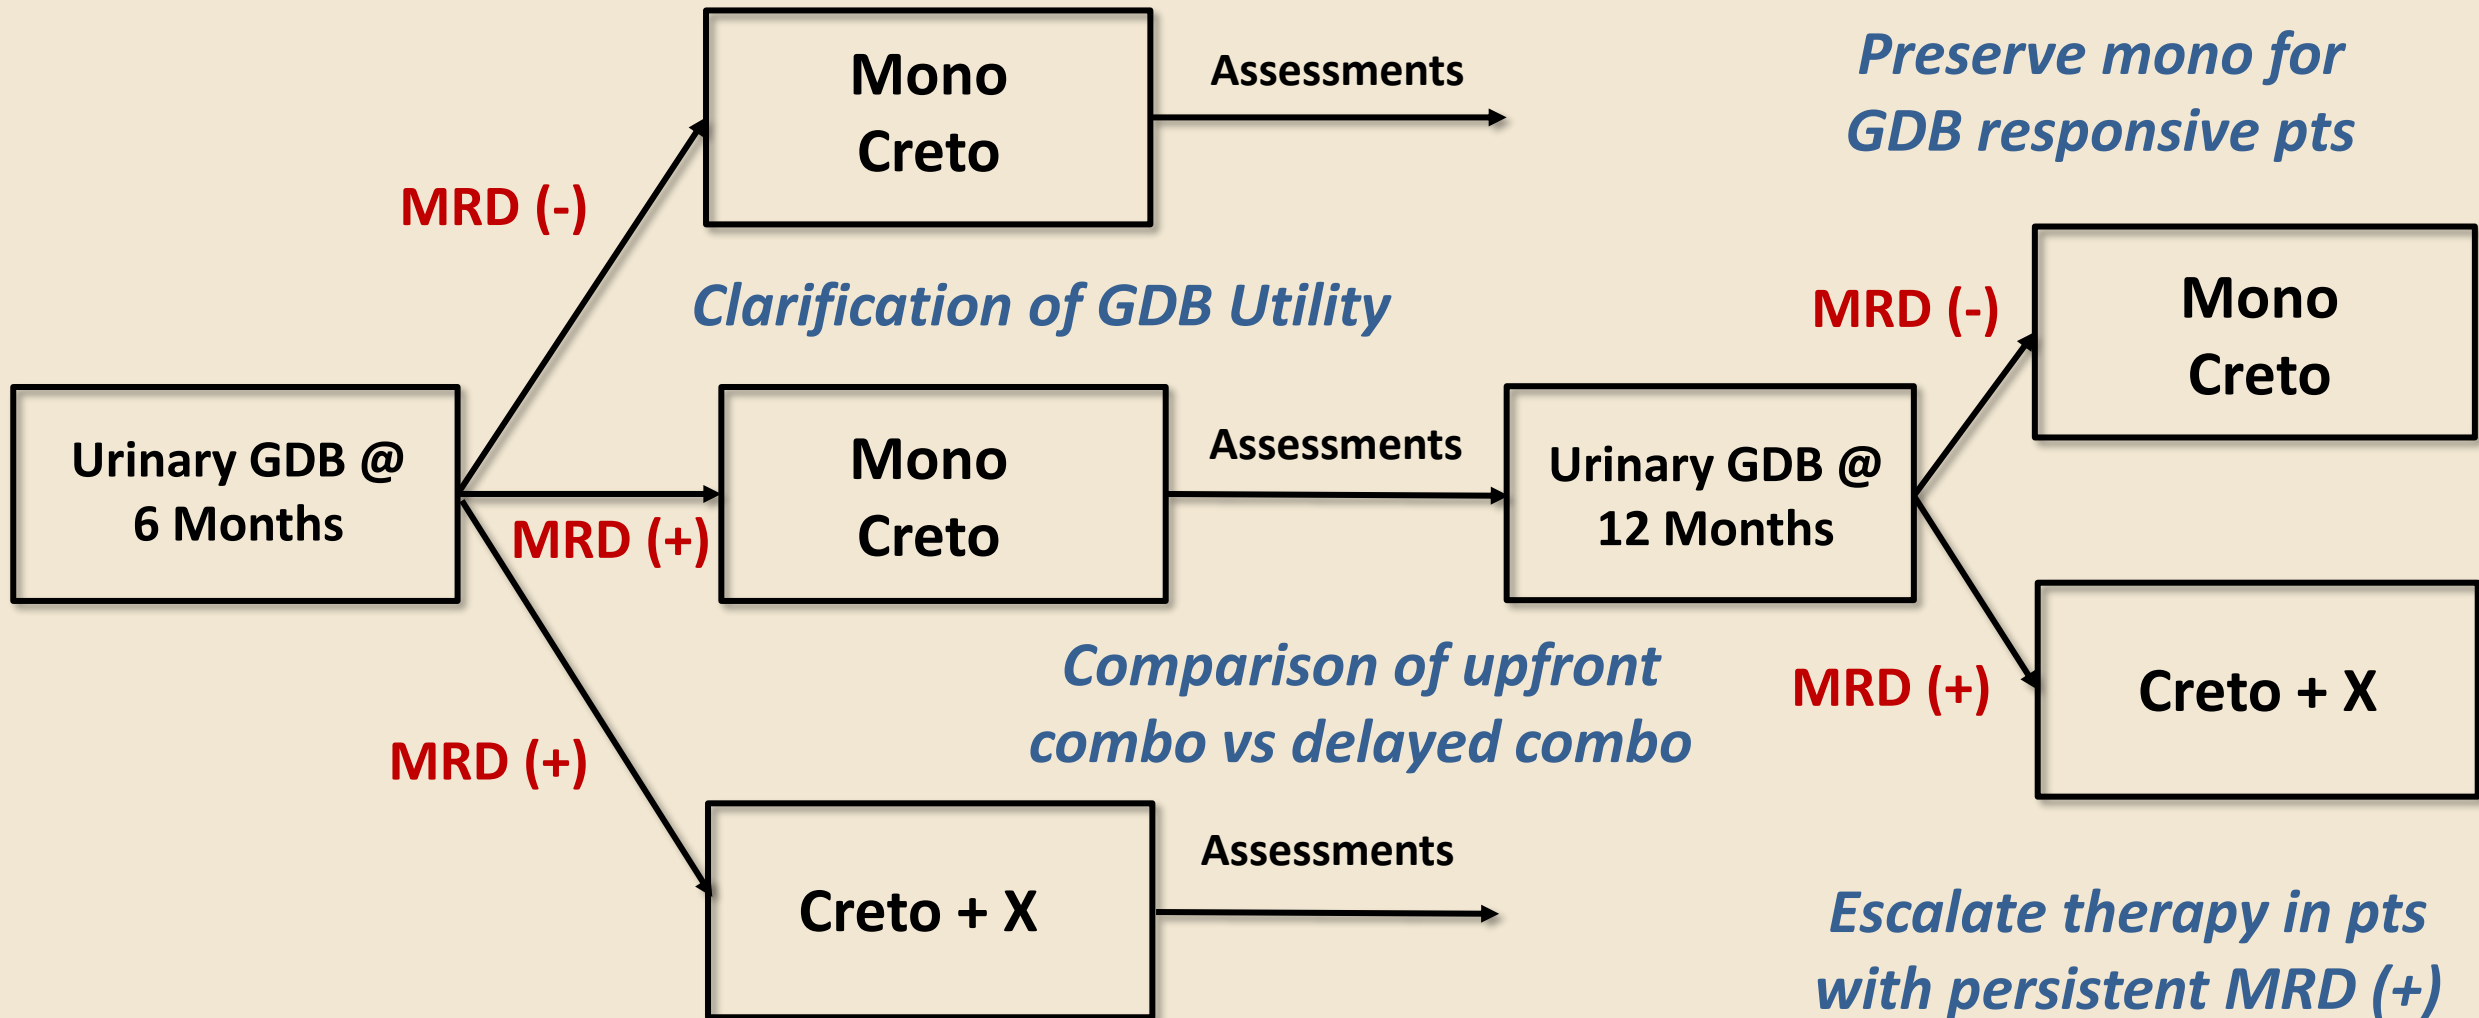 Mono
Creto
Assessments
Preserve mono for
GDB responsive pts
MRD (-)
Clarification of GDB Utility
MRD (-)
Mono
Creto
Urinary GDB @
6 Months
MRD (+)
Mono
Creto
Assessments
Urinary GDB @
12 Months
Comparison of upfront
combo vs delayed combo
MRD (+)
Creto + X
MRD (+)
Creto + X
Assessments
Escalate therapy in pts
with persistent MRD (+)